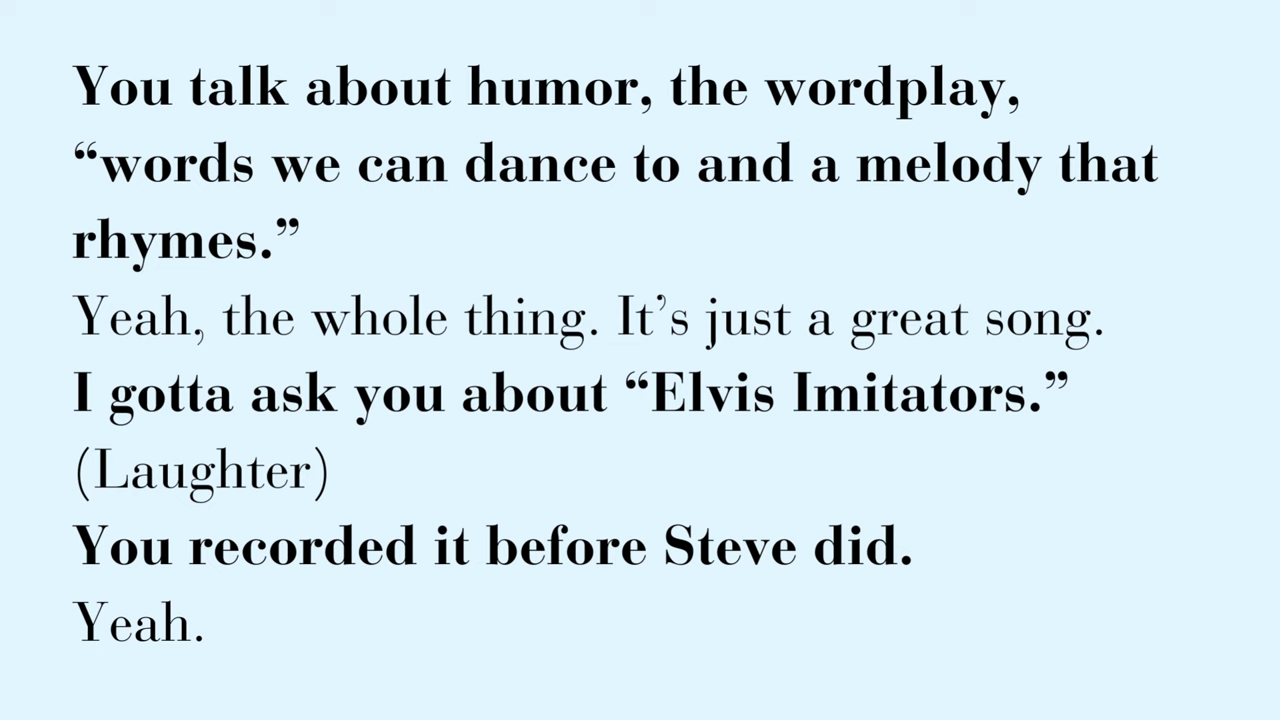 You talk about humor, the wordplay,
“words we can dance to and a melody that
rhymes.”
Yeah, the whole thing. It’s just a great song.
I gotta ask you about “Elvis Imitators.”
(Laughter)
You recorded it before Steve did.
Yeah.